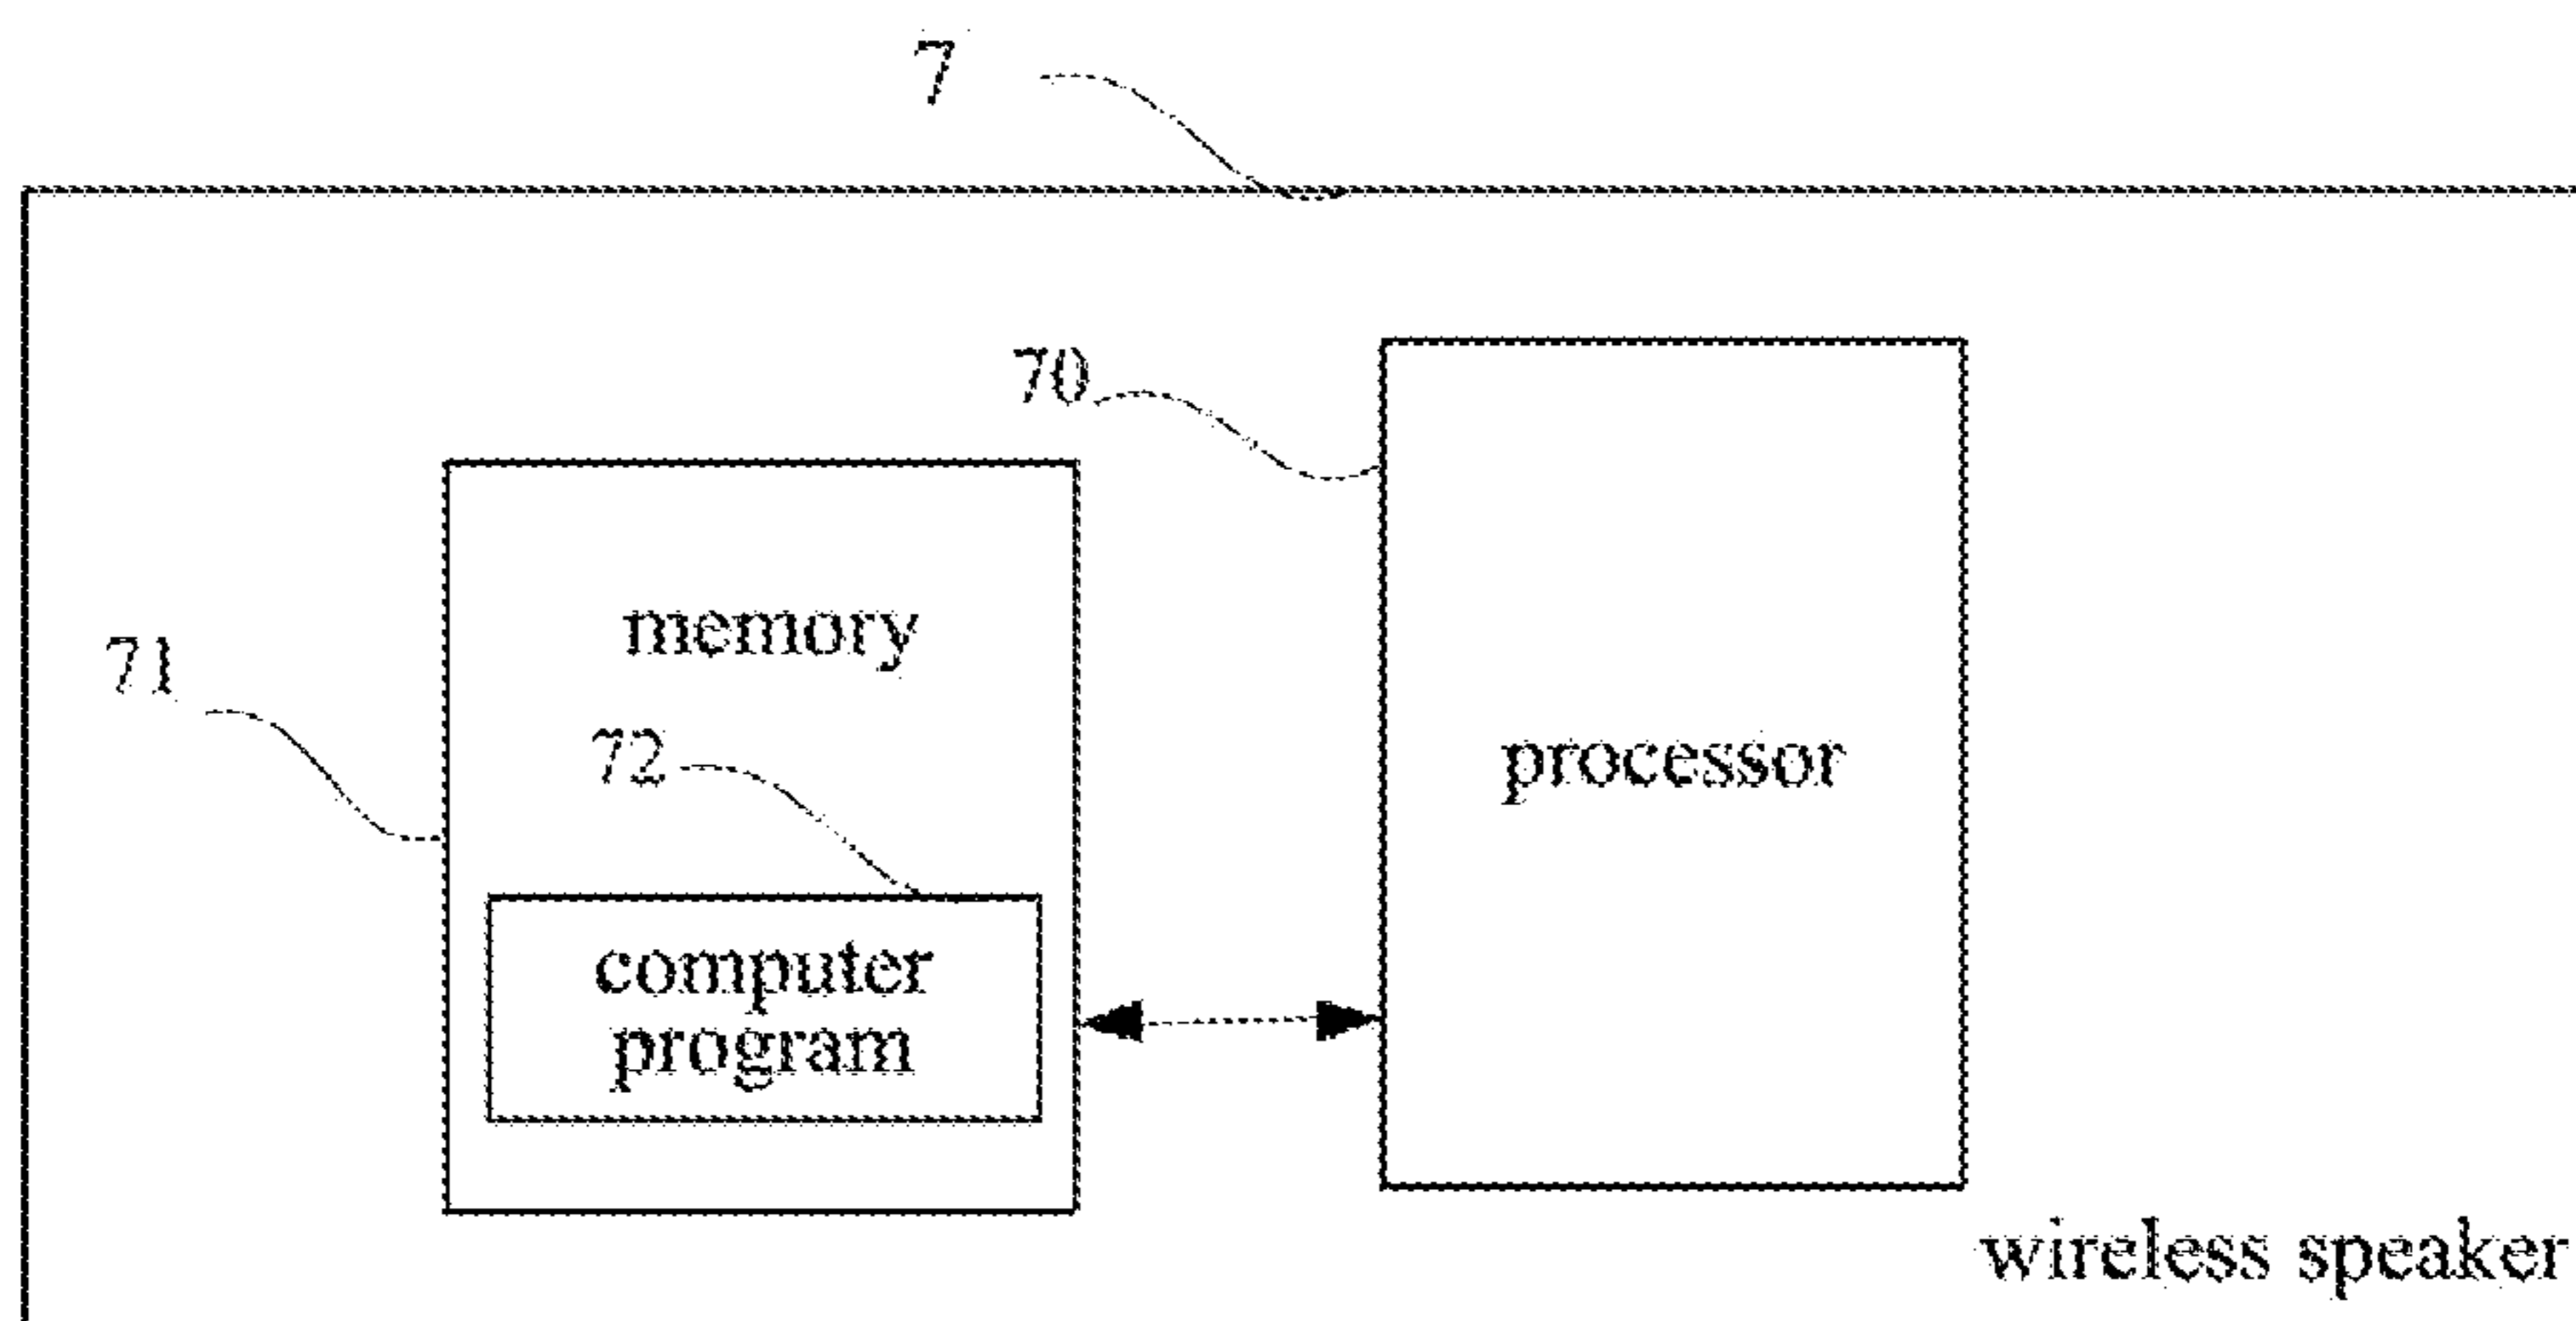 7
70
memory
71
72
processor
computer
program
wireless speaker